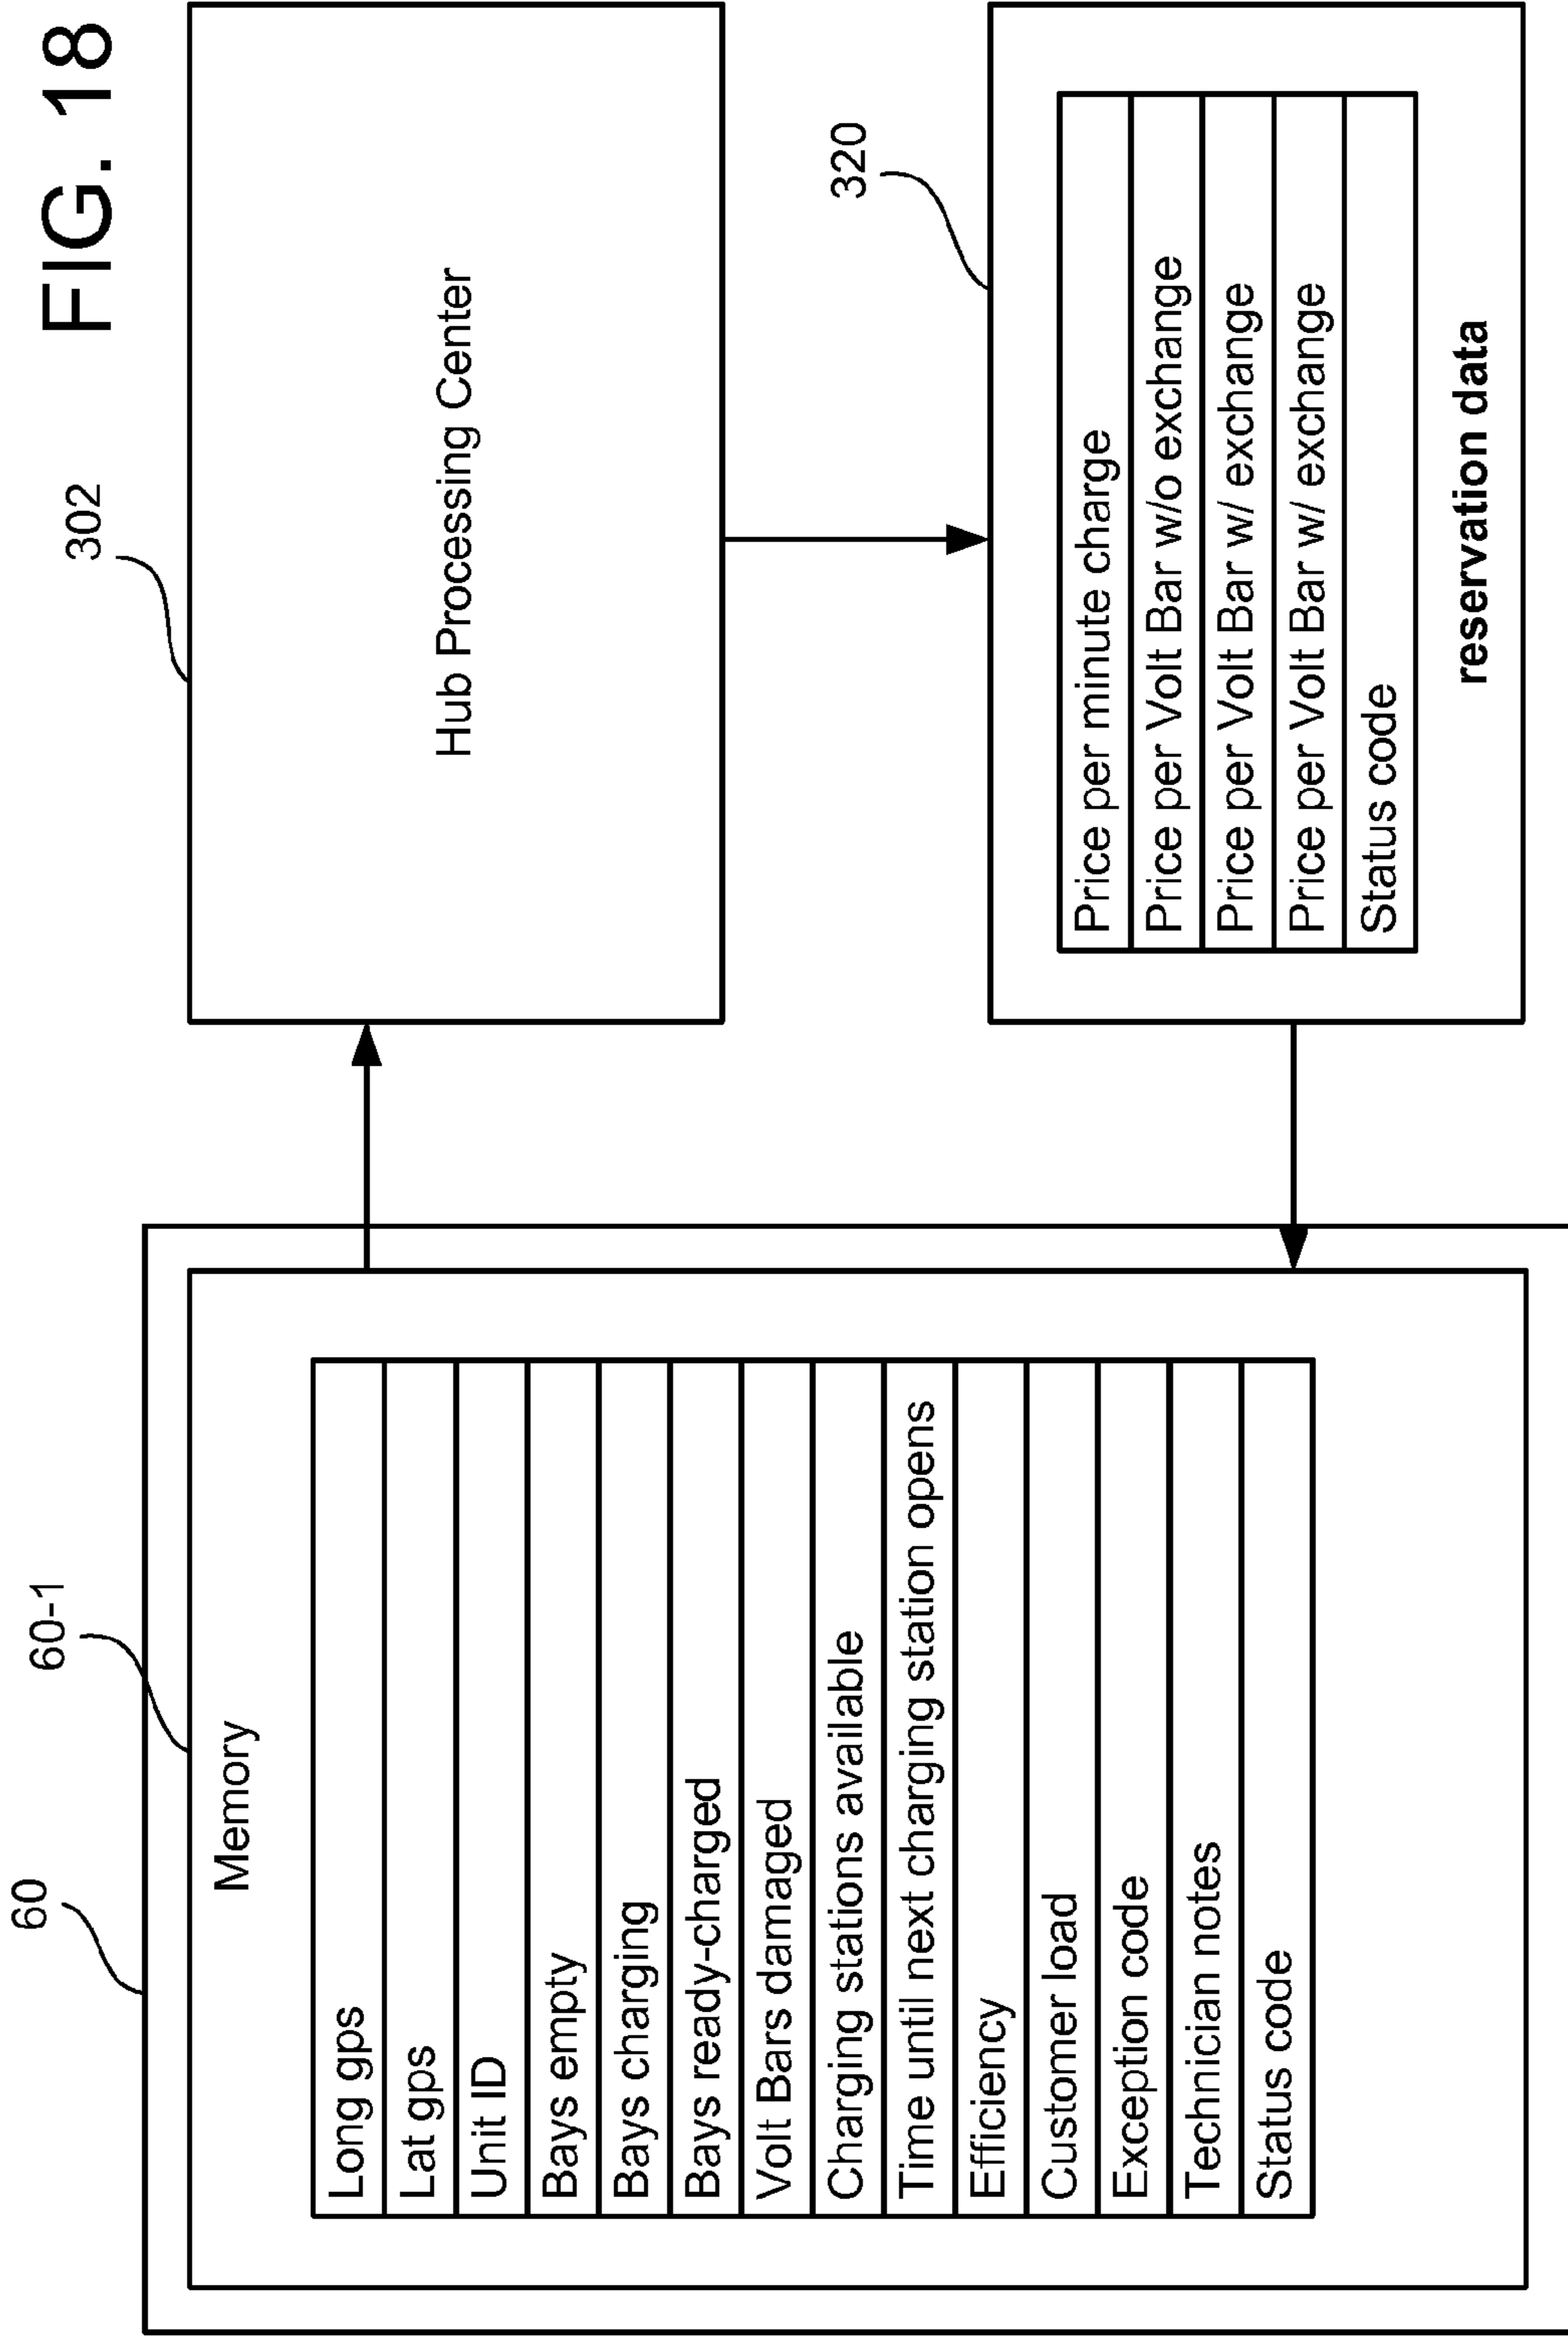 FIG. 18
60
60-1
Memory
Long gps
Lat gps
Unit ID
Bays empty
Bays charging
Bays ready-charged
Volt Bars damaged
Charging stations available
Time until next charging station opens
Efficiency
Customer load
Exception code
Technician notes
Status code
302
Hub Processing Center
320
Price per minute charge
Price per Volt Bar w/o exchange
Price per Volt Bar w/ exchange
Price per Volt Bar w/ exchange
Status code
reservation data